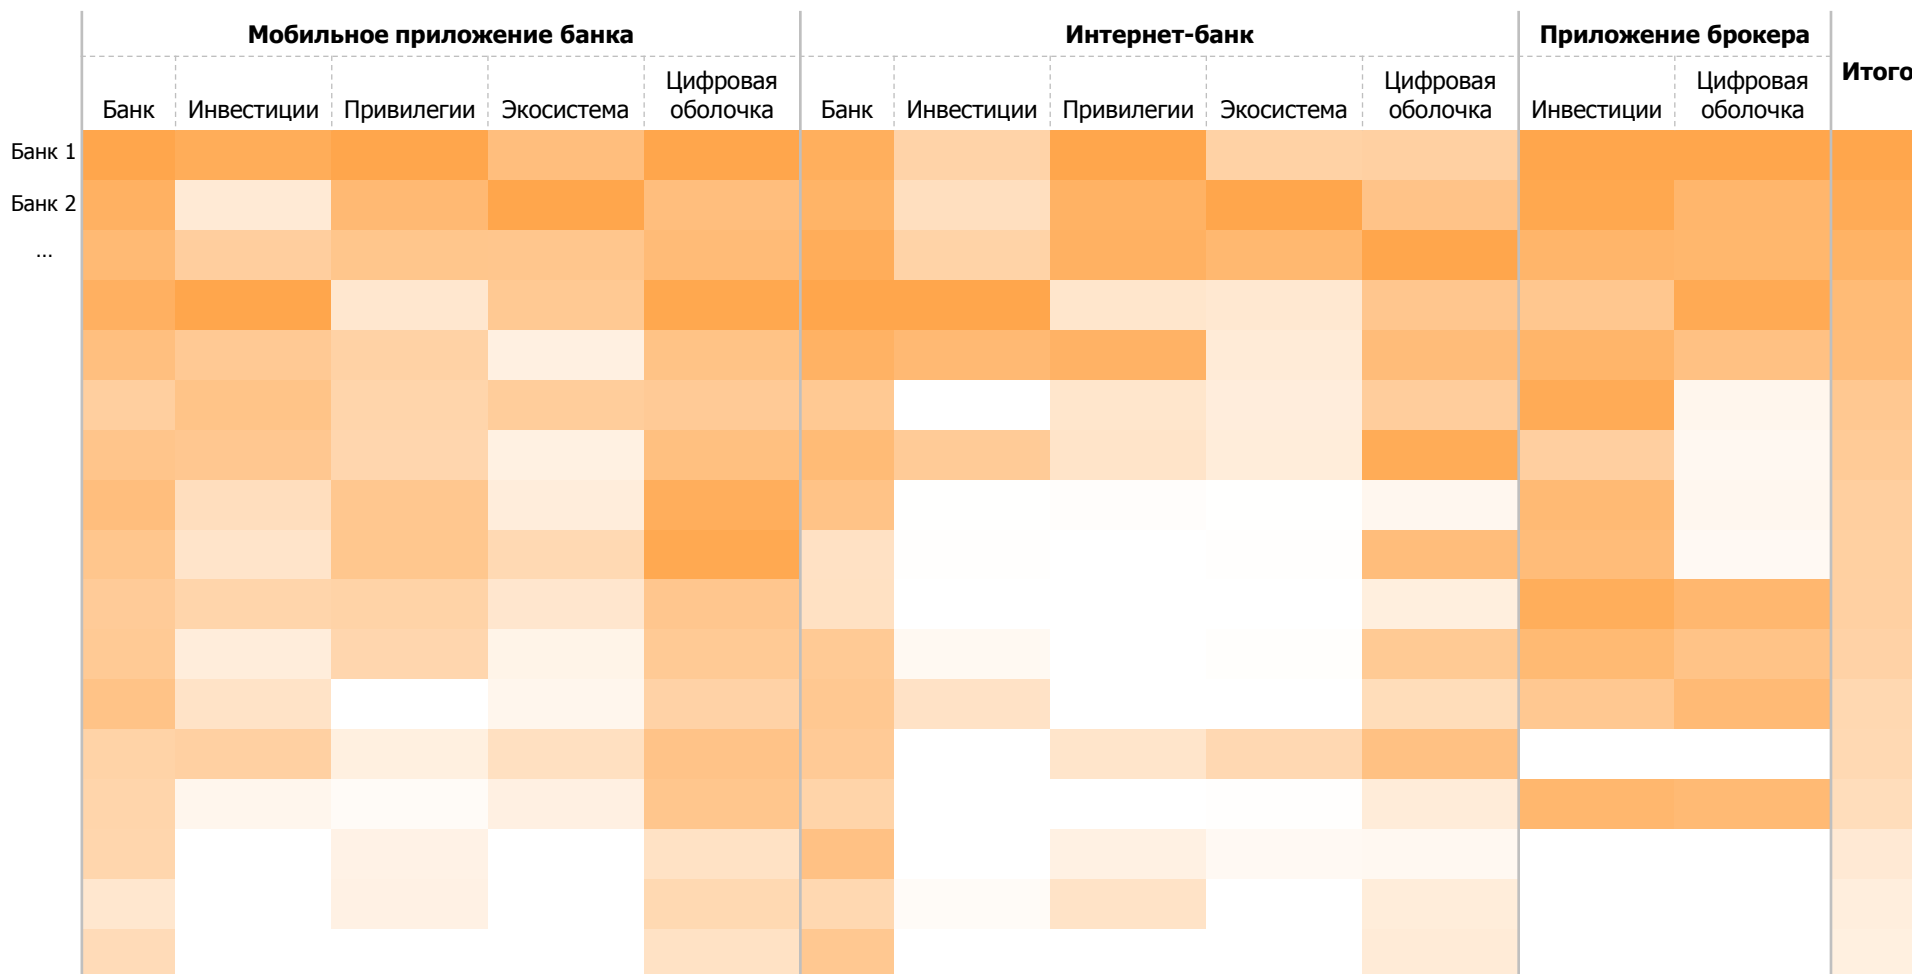 Мобильное приложение банка
Интернет-банк
Приложение брокера
Итого
Банк
Инвестиции
Привилегии
Экосистема
Цифровая
оболочка
Банк
Инвестиции
Привилегии
Экосистема
Цифровая
оболочка
Инвестиции
Цифровая
оболочка
Банк 1
Банк 2
...